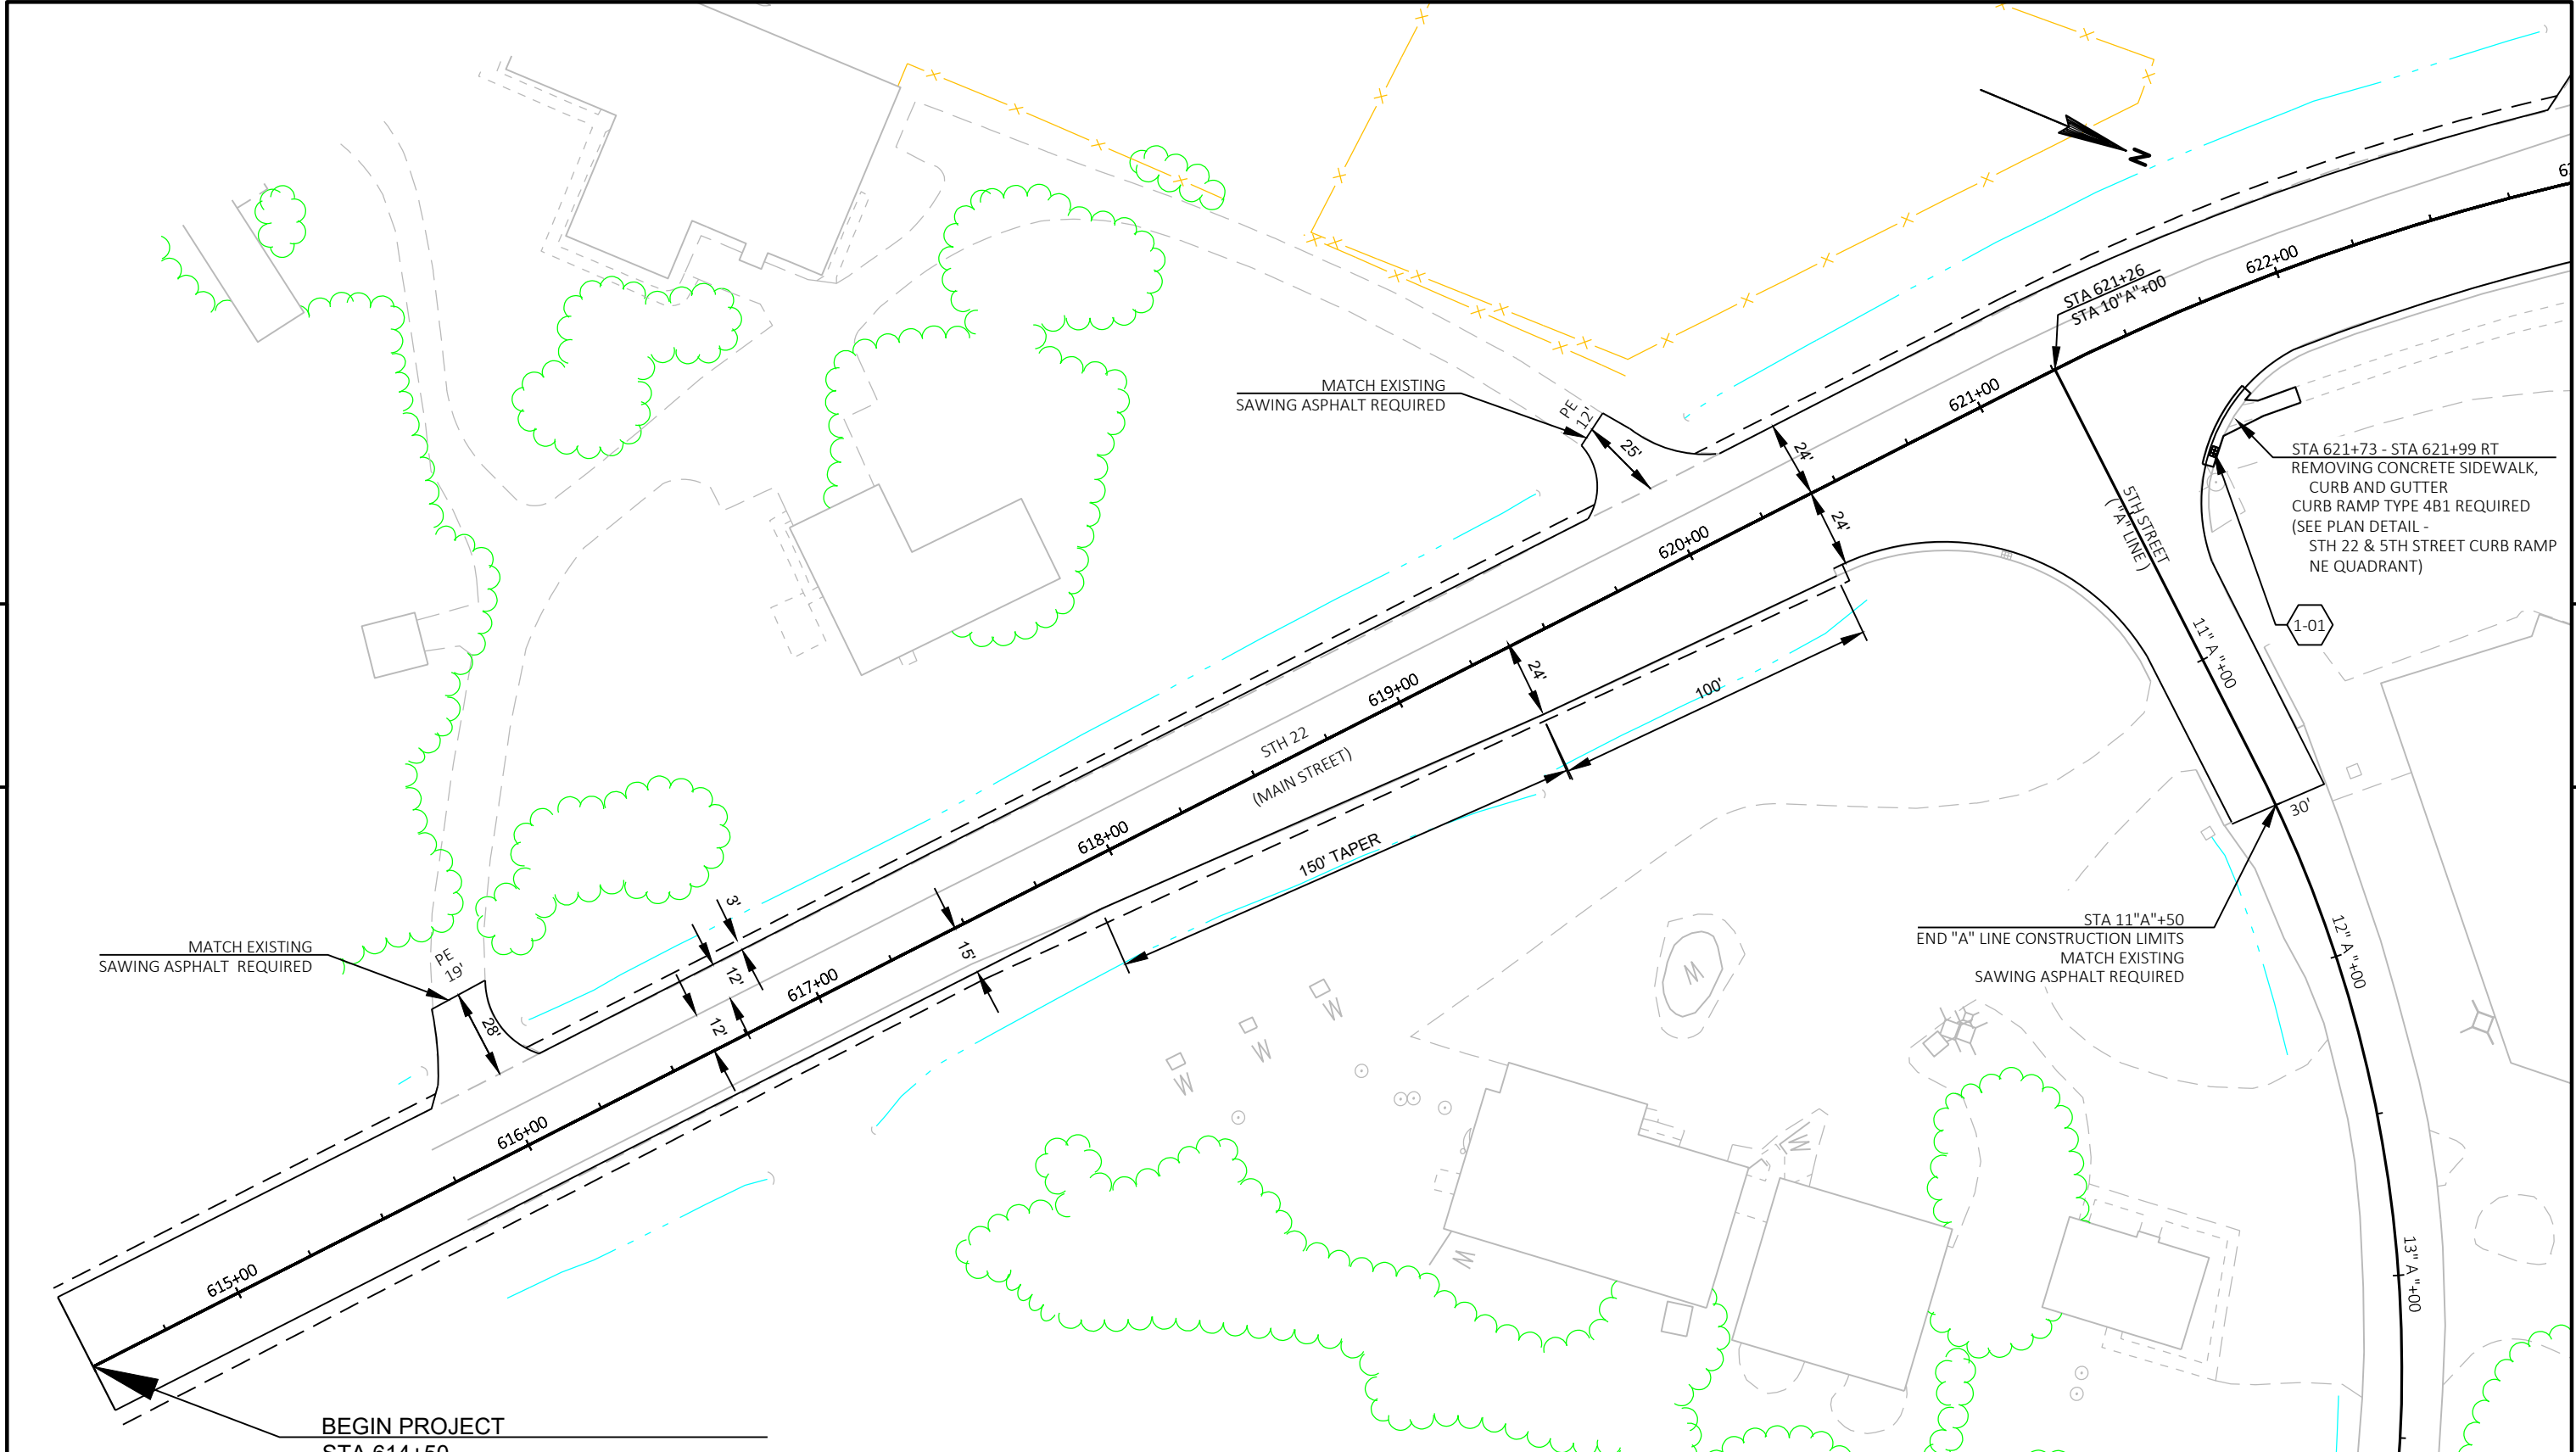 N
622+00
STA 621+26
STA 10"A"+00
621+00
MATCH EXISTING
SAWING ASPHALT REQUIRED
PE
12'
25'
24'
24'
STA 621+73 - STA 621+99 RT
REMOVING CONCRETE SIDEWALK,
CURB AND GUTTER
CURB RAMP TYPE 4B1 REQUIRED
(SEE PLAN DETAIL -
STH 22 & 5TH STREET CURB RAMP
NE QUADRANT)
1-01
5TH STREET
("A" LINE)
620+00
11" A "+00
24'
619+00
100'
STH 22
(MAIN STREET)
618+00
150' TAPER
30'
STA 11"A"+50
END "A" LINE CONSTRUCTION LIMITS
MATCH EXISTING
SAWING ASPHALT REQUIRED
3'
12'
15'
12'
617+00
MATCH EXISTING
SAWING ASPHALT REQUIRED
PE
19'
28'
12" A "+00
616+00
615+00
13" A "+00
BEGIN PROJECT
STA 614+50